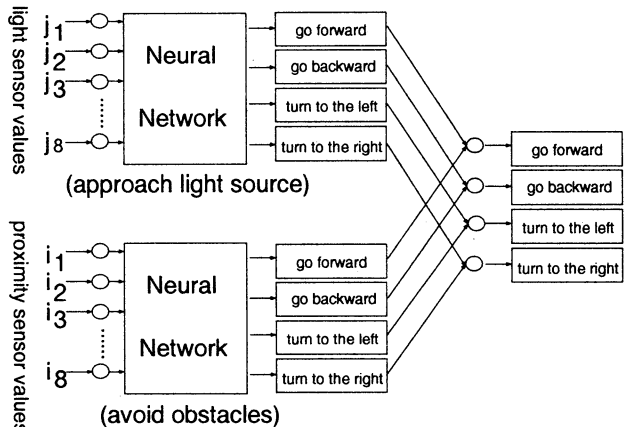 light sensor values
j1
j2
j3
j8
Neural
Network
go forward
go backward
turn to the left
turn to the right
(approach light source)
proximity sensor values
i1
i2
i3
i8
Neural
Network
go forward
go backward
turn to the left
turn to the right
(avoid obstacles)
go forward
go backward
turn to the left
turn to the right